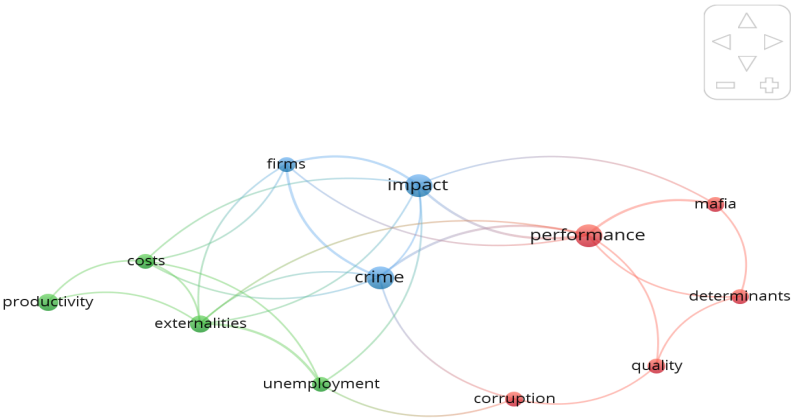 firms
impact
mafia
performance
costs
crime
productivity
determinants
externalities
quality
unemployment
corruption